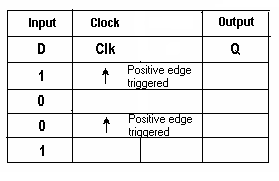 Input Clock Output
D Clk Q
1 ↑ Positive edge
triggered
0
0 ↑ Positive edge
triggered
1